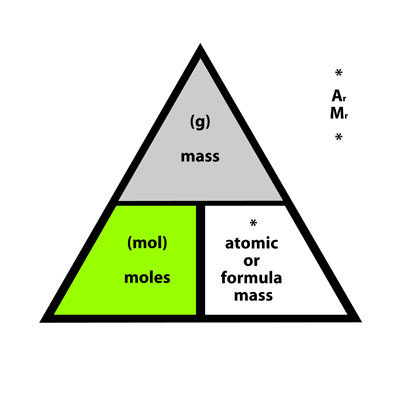 (g)
mass
(mol)
moles
*
atomic
or
formula
mass
*
Ar
Mr
*